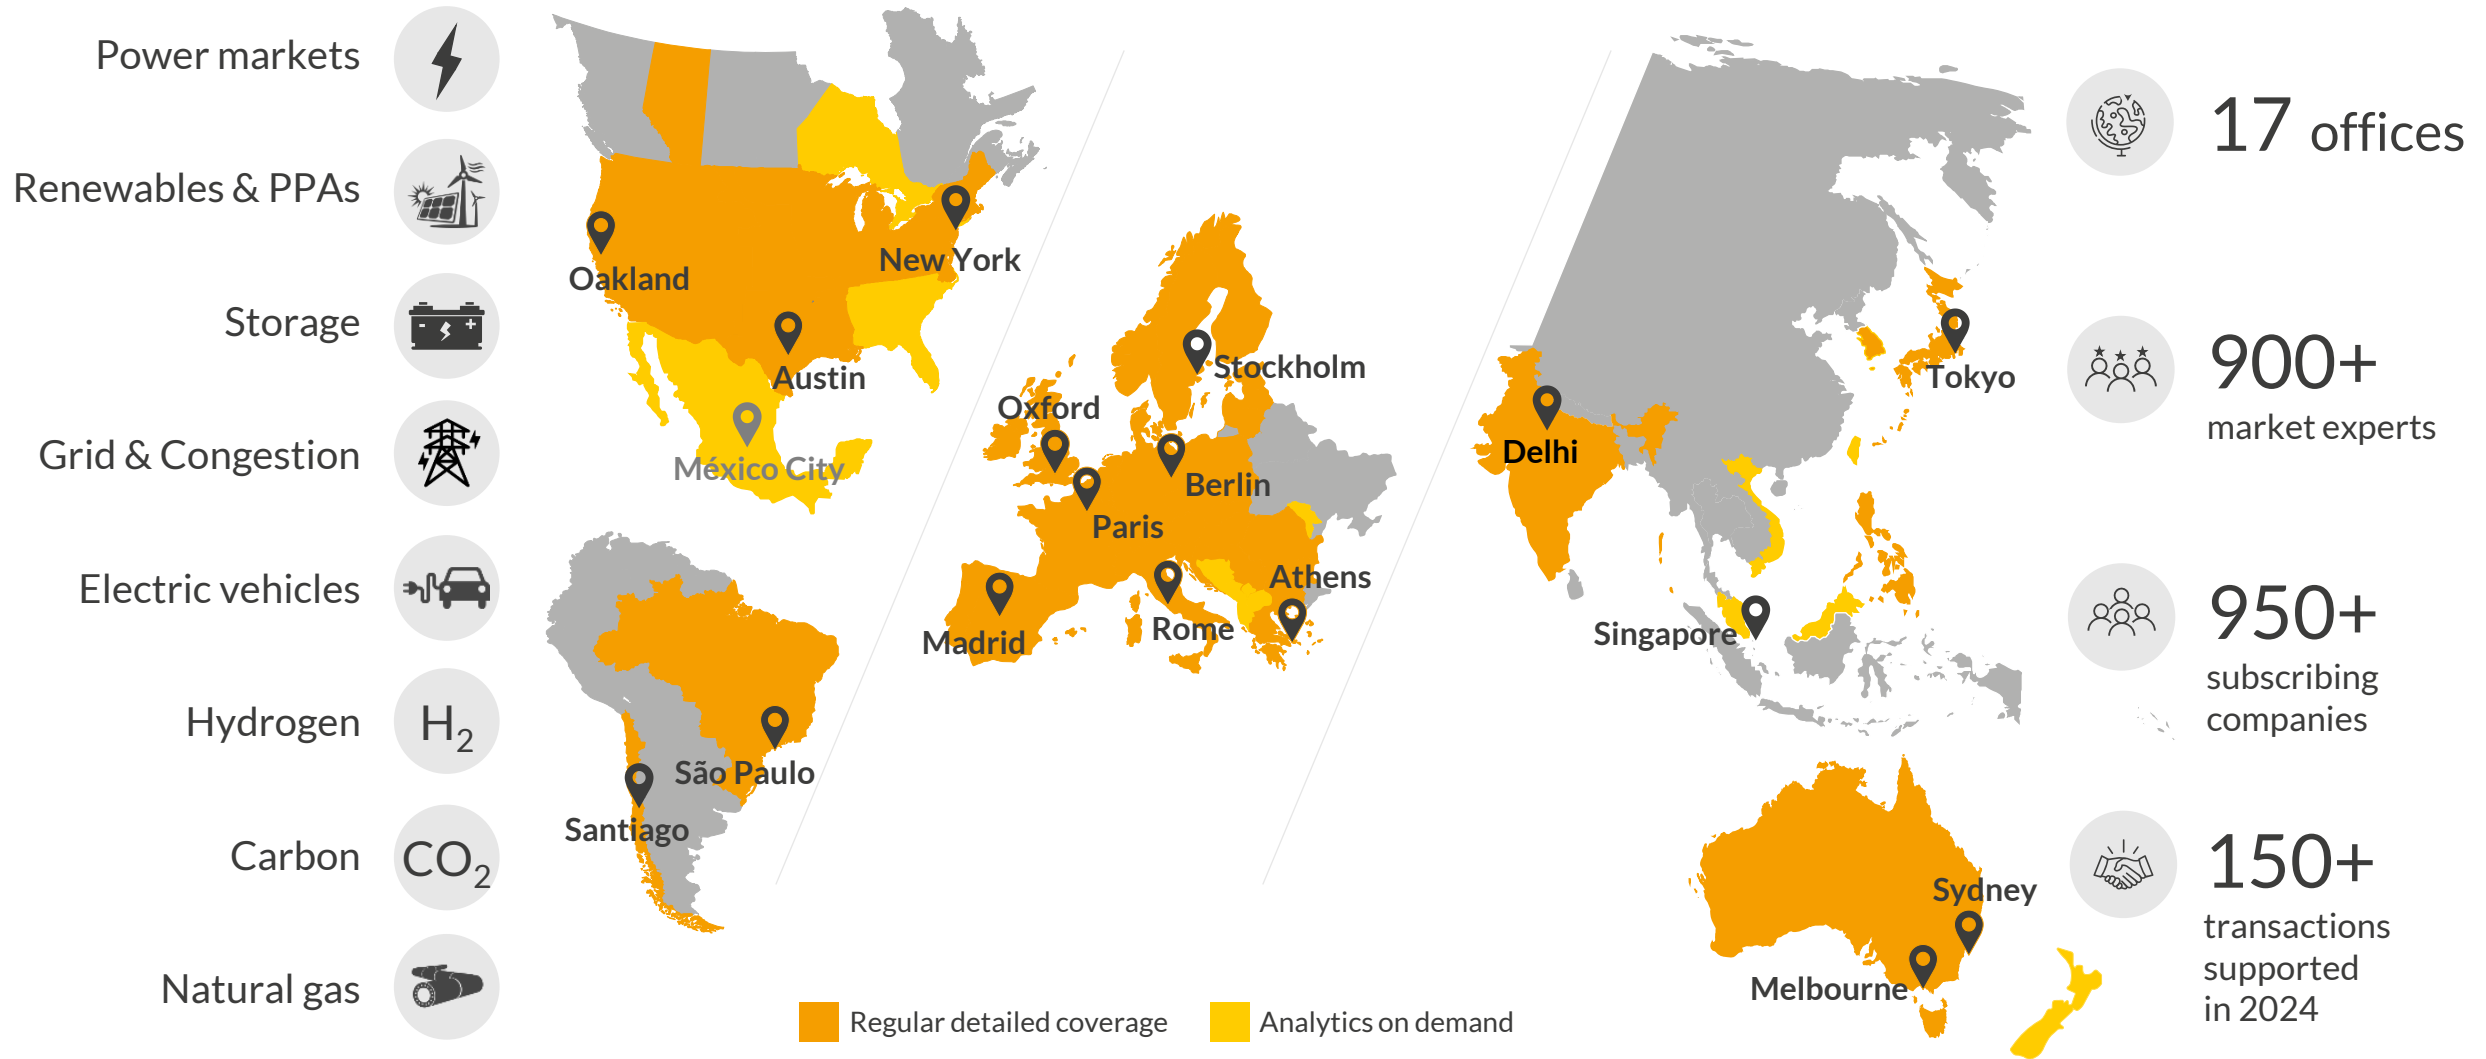 Power markets
Renewables & PPAs
Storage
Grid & Congestion
Electric vehicles
Hydrogen
H2
Carbon
CO2
Natural gas
Oakland
New York
Austin
México City
São Paulo
Santiago
Stockholm
Oxford
Berlin
Paris
Athens
Madrid
Rome
Delhi
Tokyo
Singapore
Sydney
Melbourne
Regular detailed coverage
Analytics on demand
17 offices
900+
market experts
950+
subscribing
companies
150+
transactions
supported
in 2024